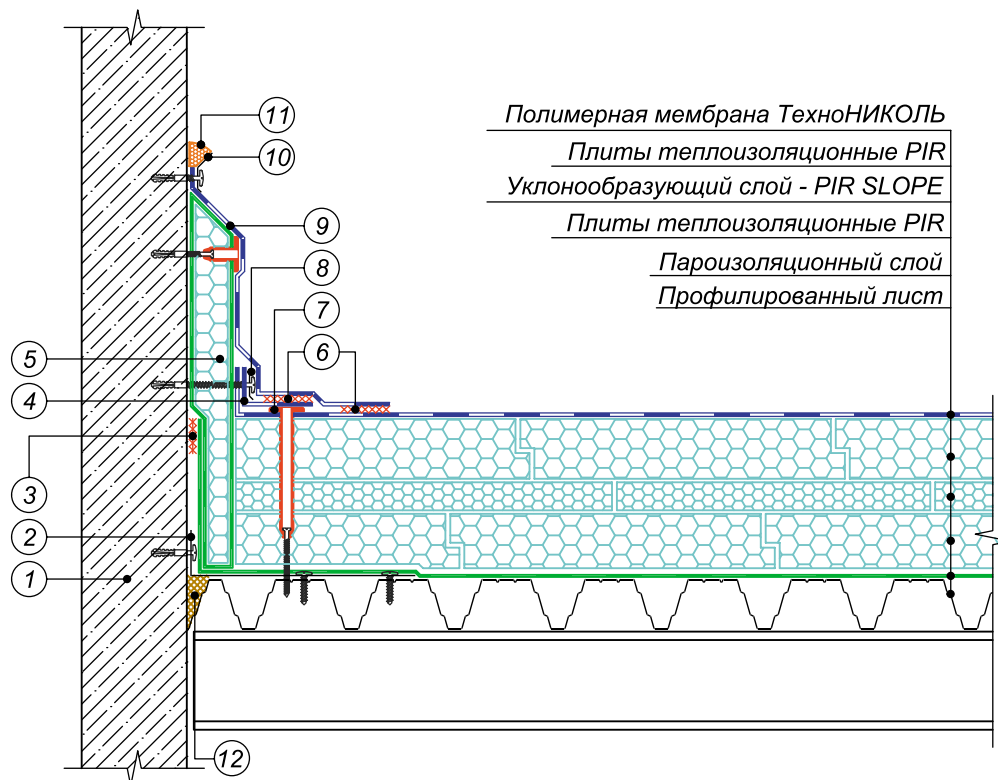 Полимерная мембрана ТехноНИКОЛЬ
Плиты теплоизоляционные PIR
Уклонообразующий слой - PIR SLOPE
Плиты теплоизоляционные PIR
Пароизоляционный слой
Профилированный лист
11
10
9
8
7
6
5
4
3
2
1
12